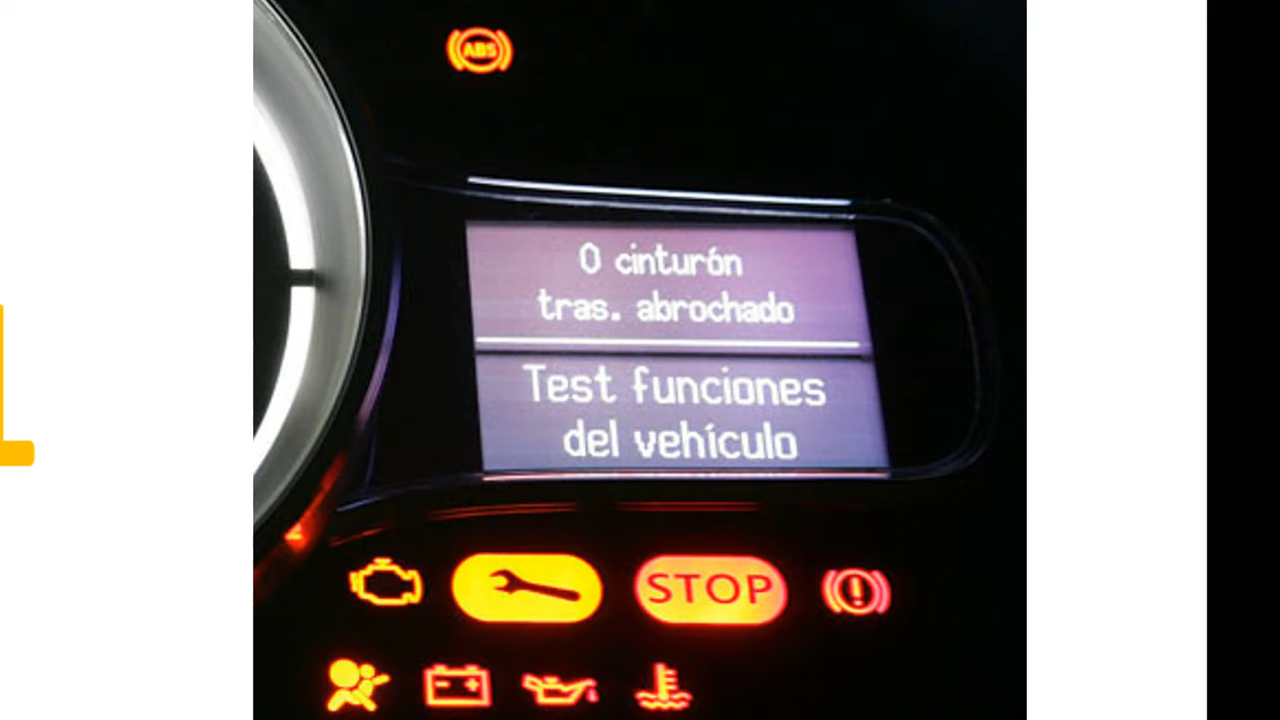 ABS
0 cinturón
tras. abrochado
Test funciones
del vehículo
STOP